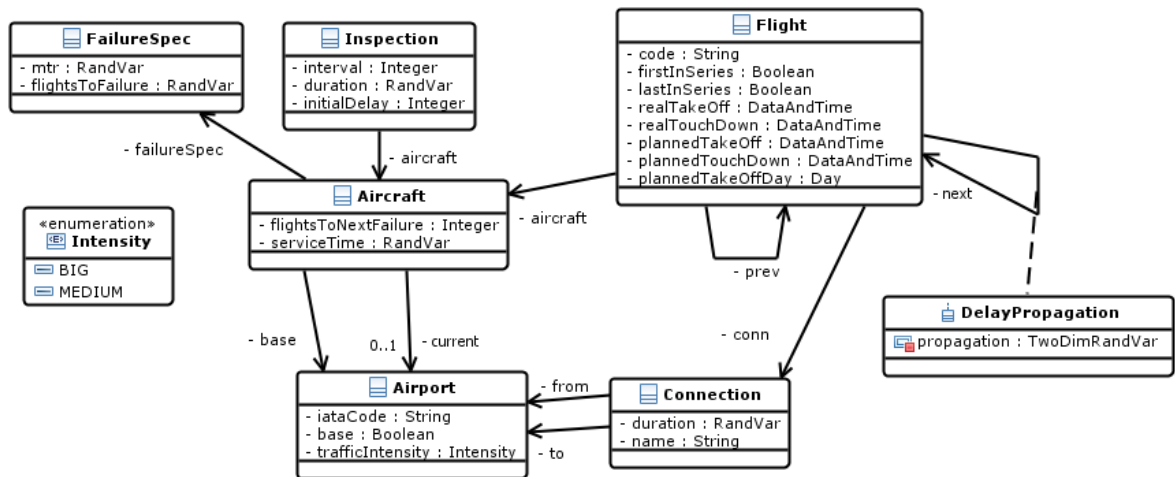 FailureSpec
- mtr : RandVar
- flightsToFailure : RandVar
Inspection
- interval : Integer
- duration : RandVar
- initialDelay : Integer
Flight
- code : String
- firstInSeries : Boolean
- lastInSeries : Boolean
- realTakeOff : DataAndTime
- realTouchDown : DataAndTime
- plannedTakeOff : DataAndTime
- plannedTouchDown : DataAndTime
- plannedTakeOffDay : Day
- failureSpec
- aircraft
Aircraft
- flightsToNextFailure : Integer
- serviceTime : RandVar
- aircraft
- next
«enumeration»
Intensity
BIG
MEDIUM
- prev
DelayPropagation
propagation : TwoDimRandVar
- base
0..1
- current
- conn
Airport
- iataCode : String
- base : Boolean
- trafficIntensity : Intensity
- from
- to
Connection
- duration : RandVar
- name : String